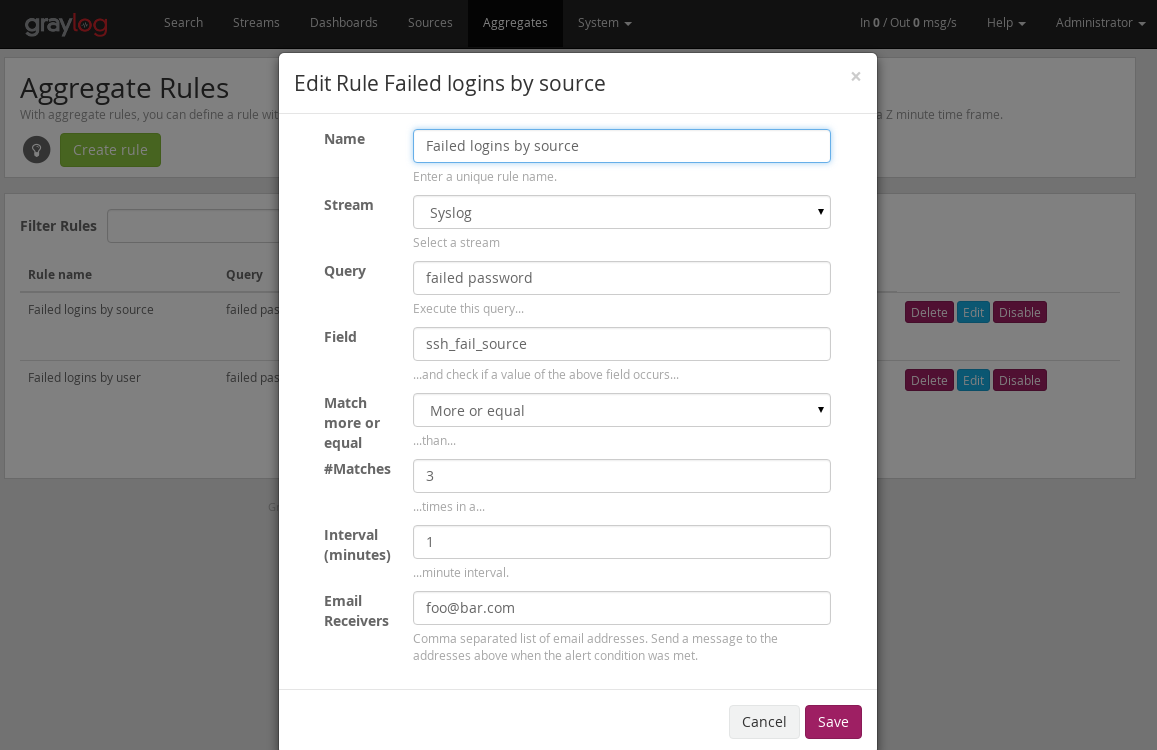 graylog Search Streams Dashboards Sources Aggregates System In 0 / Out 0 msg/s Help Administrator
Aggregate Rules
With aggregate rules, you can define a rule
a Z minute time frame.
Create rule
Filter Rules
Rule name Query
Failed logins by source failed
Delete Edit Disable
Failed logins by user failed
Delete Edit Disable
Edit Rule Failed logins by source ×
Name Failed logins by source
Enter a unique rule name.
Stream Syslog
Select a stream
Query failed password
Execute this query...
Field ssh_fail_source
...and check if a value of the above field occurs...
Match
more or
equal
More or equal
...than...
#Matches 3
...times in a...
Interval
(minutes)
1
...minute interval.
Email
Receivers
foo@bar.com
Comma separated list of email addresses. Send a message to the
addresses above when the alert condition was met.
Cancel Save